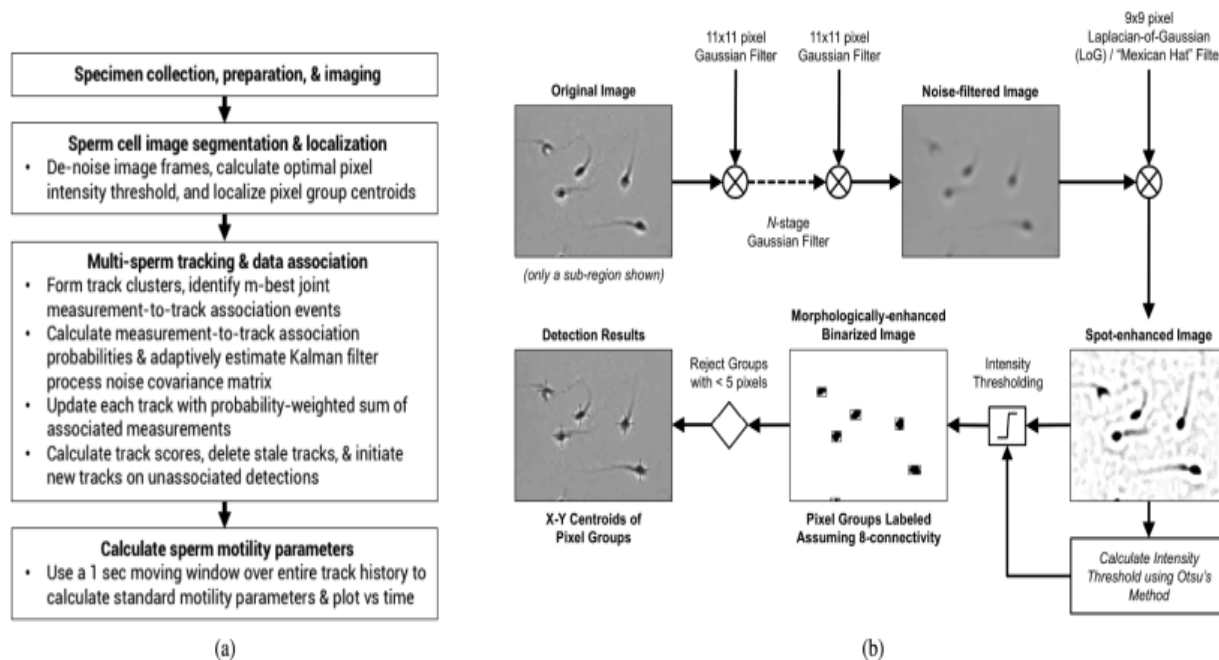 Specimen collection, preparation, & imaging
Sperm cell image segmentation & localization
• De-noise image frames, calculate optimal pixel
intensity threshold, and localize pixel group centroids
Multi-sperm tracking & data association
• Form track clusters, identify m-best joint
measurement-to-track association events
• Calculate measurement-to-track association
probabilities & adaptively estimate Kalman filter
process noise covariance matrix
• Update each track with probability-weighted sum of
associated measurements
• Calculate track scores, delete stale tracks, & initiate
new tracks on unassociated detections
Calculate sperm motility parameters
• Use a 1 sec moving window over entire track history to
calculate standard motility parameters & plot vs time
(a)
11x11 pixel
Gaussian Filter
11x11 pixel
Gaussian Filter
9x9 pixel
Laplacian-of-Gaussian
(LoG) / "Mexican Hat" Filte
Original Image
(only a sub-region shown)
N-stage
Gaussian Filter
Noise-filtered Image
Spot-enhanced Image
Calculate Intensity
Threshold using Otsu's
Method
Intensity
Thresholding
Morphologically-enhanced
Binarized Image
Pixel Groups Labeled
Assuming 8-connectivity
Reject Groups
with < 5 pixels
Detection Results
X-Y Centroids of
Pixel Groups
(b)